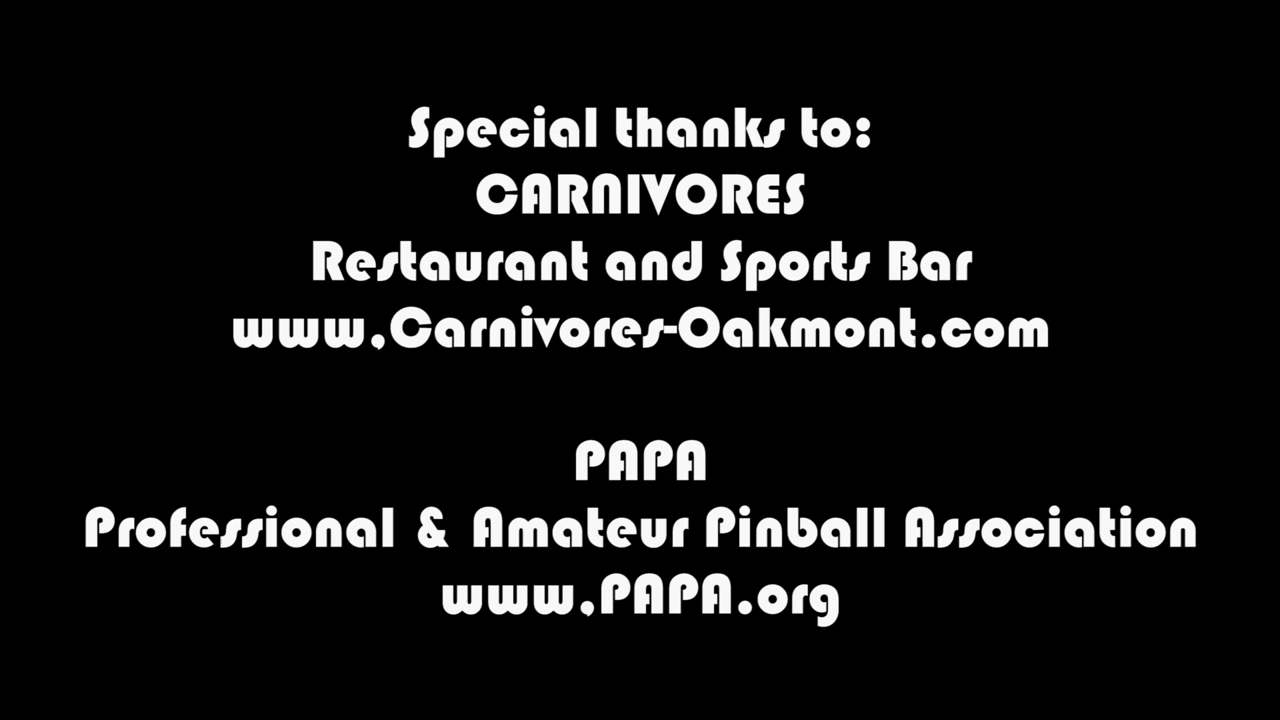 Special thanks to:
CARNIVORES
Restaurant and Sports Bar
www,Carnivores-Oakmont.com
PAPA
Professional & Amateur Pinball Association
www,PAPA.org